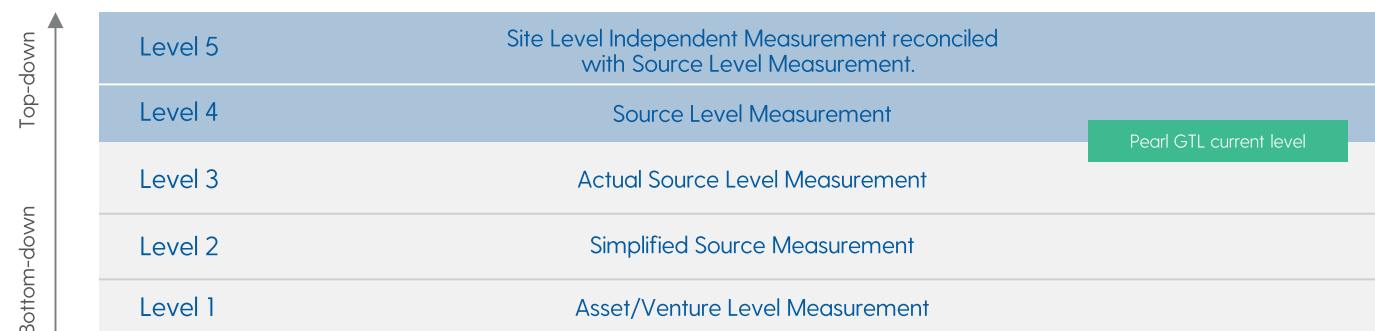 Top-down
Level 5
Site Level Independent Measurement reconciled
with Source Level Measurement.
Level 4
Source Level Measurement
Pearl GTL current level
Level 3
Actual Source Level Measurement
Bottom-down
Level 2
Simplified Source Measurement
Level 1
Asset/Venture Level Measurement